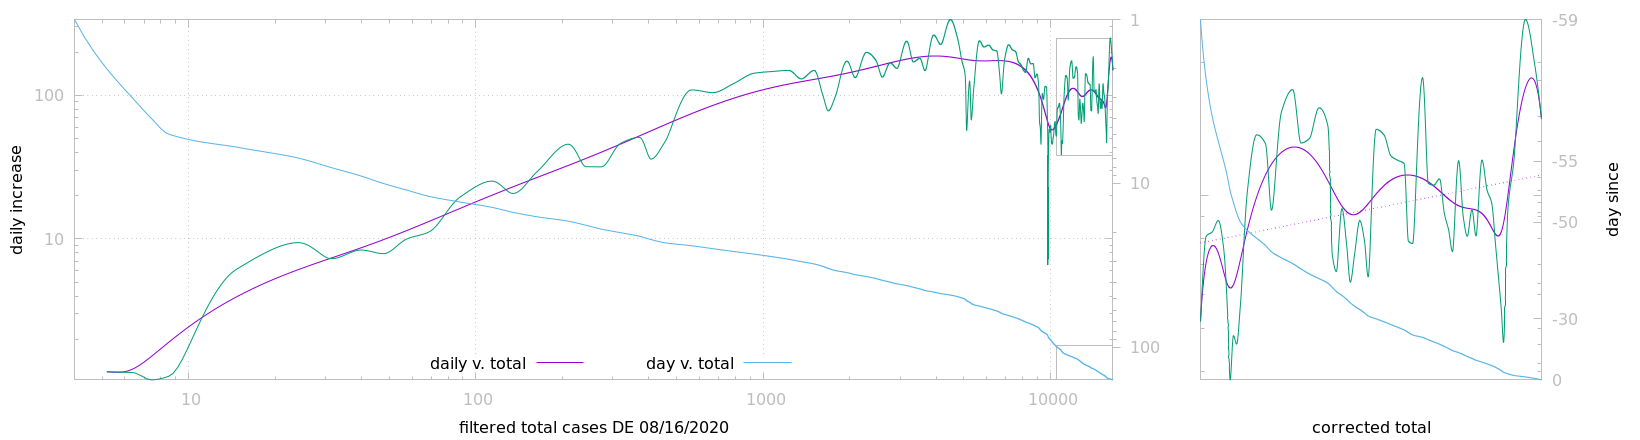 1
-59
100
-55
10
-50
10
-30
daily v. total
day v. total
100
0
10
100
1000
10000
daily increase
day since
filtered total cases DE 08/16/2020
corrected total